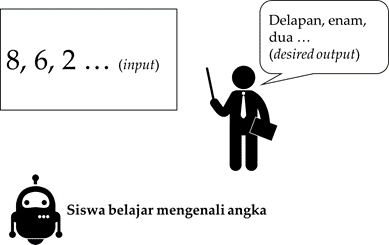 8, 6, 2 … (input)
Delapan, enam,
dua …
(desired output)
Siswa belajar mengenali angka